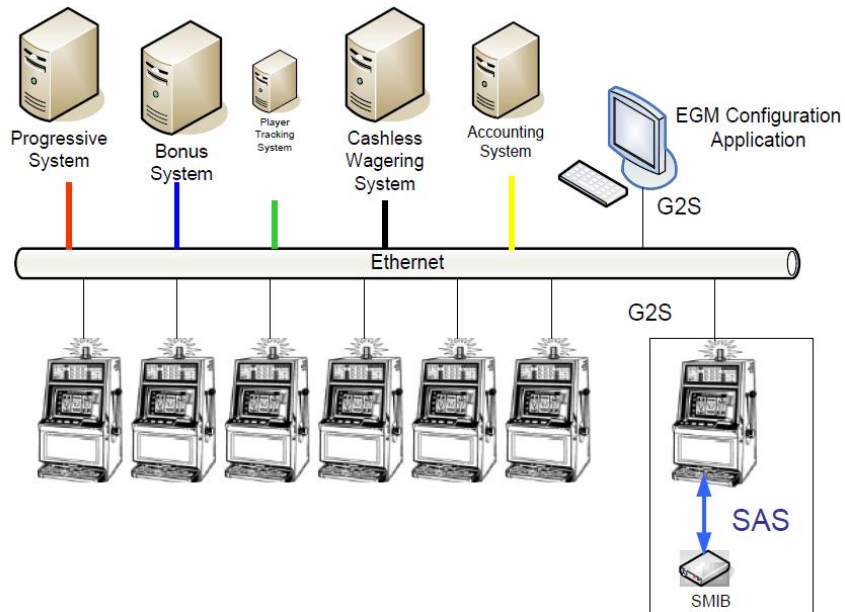 Progressive
System
Bonus
System
Player
Tracking
System
Cashless
Wagering
System
Accounting
System
EGM Configuration
Application
G2S
Ethernet
G2S
SAS
SMIB